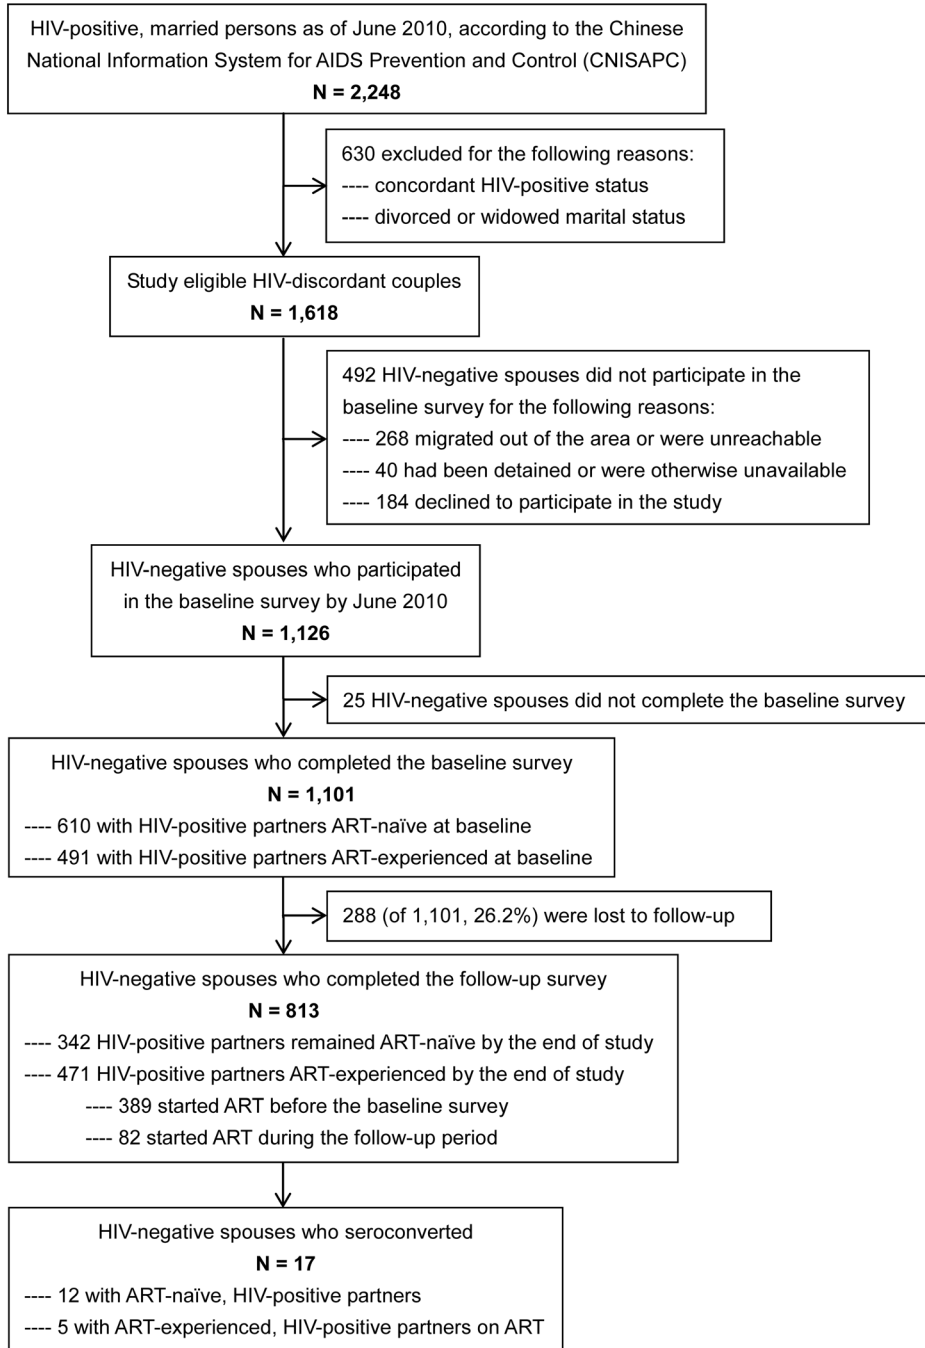 HIV-positive, married persons as of June 2010, according to the Chinese
National Information System for AIDS Prevention and Control (CNISAPC)
N = 2,248
630 excluded for the following reasons:
---- concordant HIV-positive status
---- divorced or widowed marital status
Study eligible HIV-discordant couples
N = 1,618
492 HIV-negative spouses did not participate in the
baseline survey for the following reasons:
---- 268 migrated out of the area or were unreachable
---- 40 had been detained or were otherwise unavailable
---- 184 declined to participate in the study
HIV-negative spouses who participated
in the baseline survey by June 2010
N = 1,126
25 HIV-negative spouses did not complete the baseline survey
HIV-negative spouses who completed the baseline survey
N = 1,101
---- 610 with HIV-positive partners ART-naïve at baseline
---- 491 with HIV-positive partners ART-experienced at baseline
288 (of 1,101, 26.2%) were lost to follow-up
HIV-negative spouses who completed the follow-up survey
N = 813
---- 342 HIV-positive partners remained ART-naïve by the end of study
---- 471 HIV-positive partners ART-experienced by the end of study
---- 389 started ART before the baseline survey
---- 82 started ART during the follow-up period
HIV-negative spouses who seroconverted
N = 17
---- 12 with ART-naïve, HIV-positive partners
---- 5 with ART-experienced, HIV-positive partners on ART